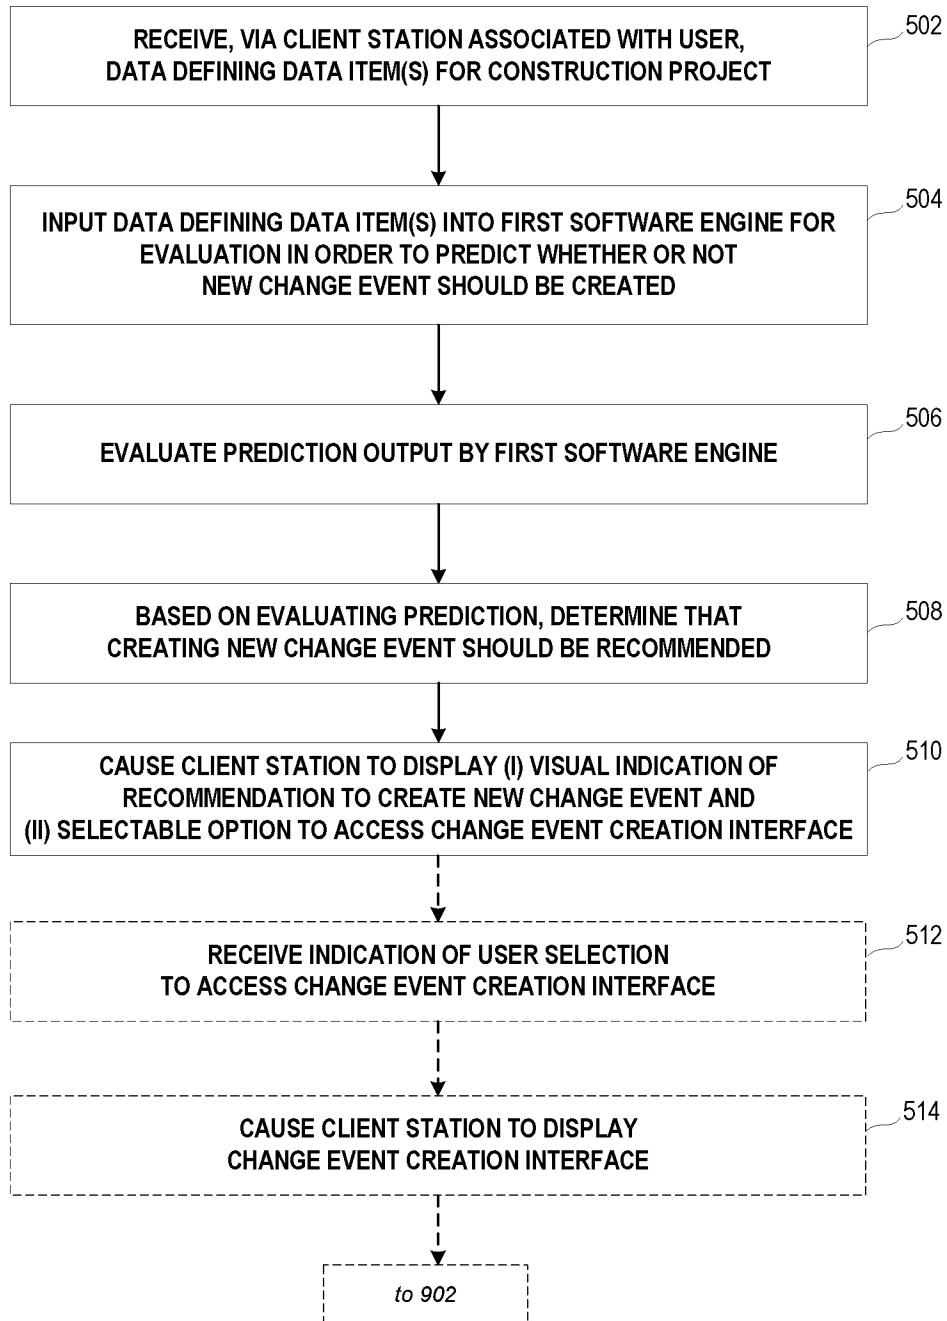 RECEIVE, VIA CLIENT STATION ASSOCIATED WITH USER,
DATA DEFINING DATA ITEM(S) FOR CONSTRUCTION PROJECT
502
INPUT DATA DEFINING DATA ITEM(S) INTO FIRST SOFTWARE ENGINE FOR
EVALUATION IN ORDER TO PREDICT WHETHER OR NOT
NEW CHANGE EVENT SHOULD BE CREATED
504
EVALUATE PREDICTION OUTPUT BY FIRST SOFTWARE ENGINE
506
BASED ON EVALUATING PREDICTION, DETERMINE THAT
CREATING NEW CHANGE EVENT SHOULD BE RECOMMENDED
508
CAUSE CLIENT STATION TO DISPLAY (I) VISUAL INDICATION OF
RECOMMENDATION TO CREATE NEW CHANGE EVENT AND
(II) SELECTABLE OPTION TO ACCESS CHANGE EVENT CREATION INTERFACE
510
RECEIVE INDICATION OF USER SELECTION
TO ACCESS CHANGE EVENT CREATION INTERFACE
512
CAUSE CLIENT STATION TO DISPLAY
CHANGE EVENT CREATION INTERFACE
514
to 902